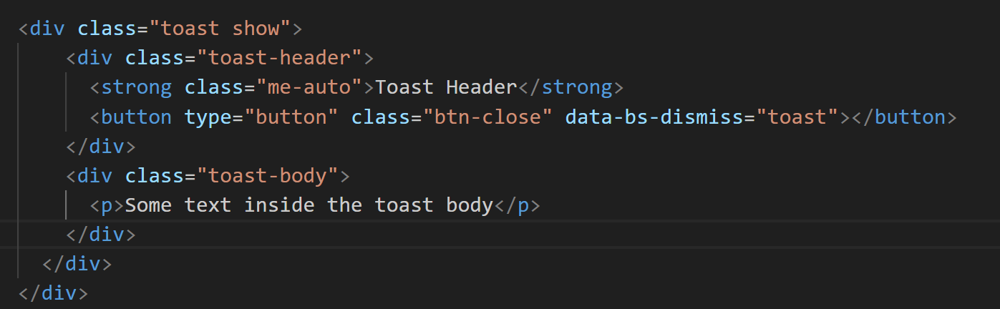 <div class="toast show">
    <div class="toast-header">
      <strong class="me-auto">Toast Header</strong>
      <button type="button" class="btn-close" data-bs-dismiss="toast"></button>
    </div>
    <div class="toast-body">
      <p>Some text inside the toast body</p>
    </div>
  </div>
</div>